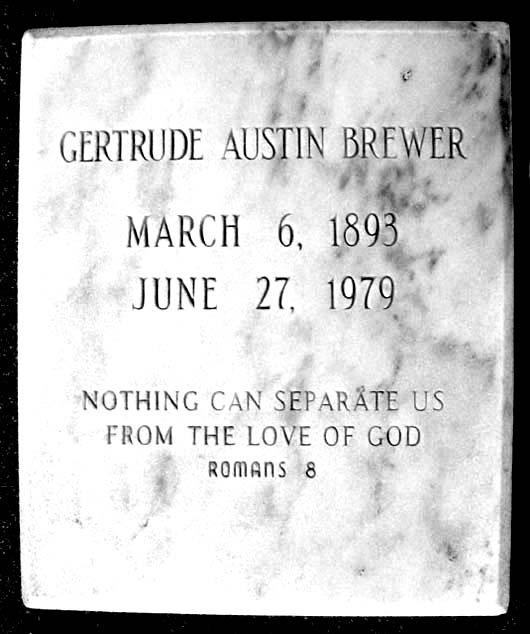 GERTRUDE AUSTIN BREWER
MARCH 6, 1893
JUNE 27, 1979
NOTHING CAN SEPARATE US
FROM THE LOVE OF GOD
ROMANS 8